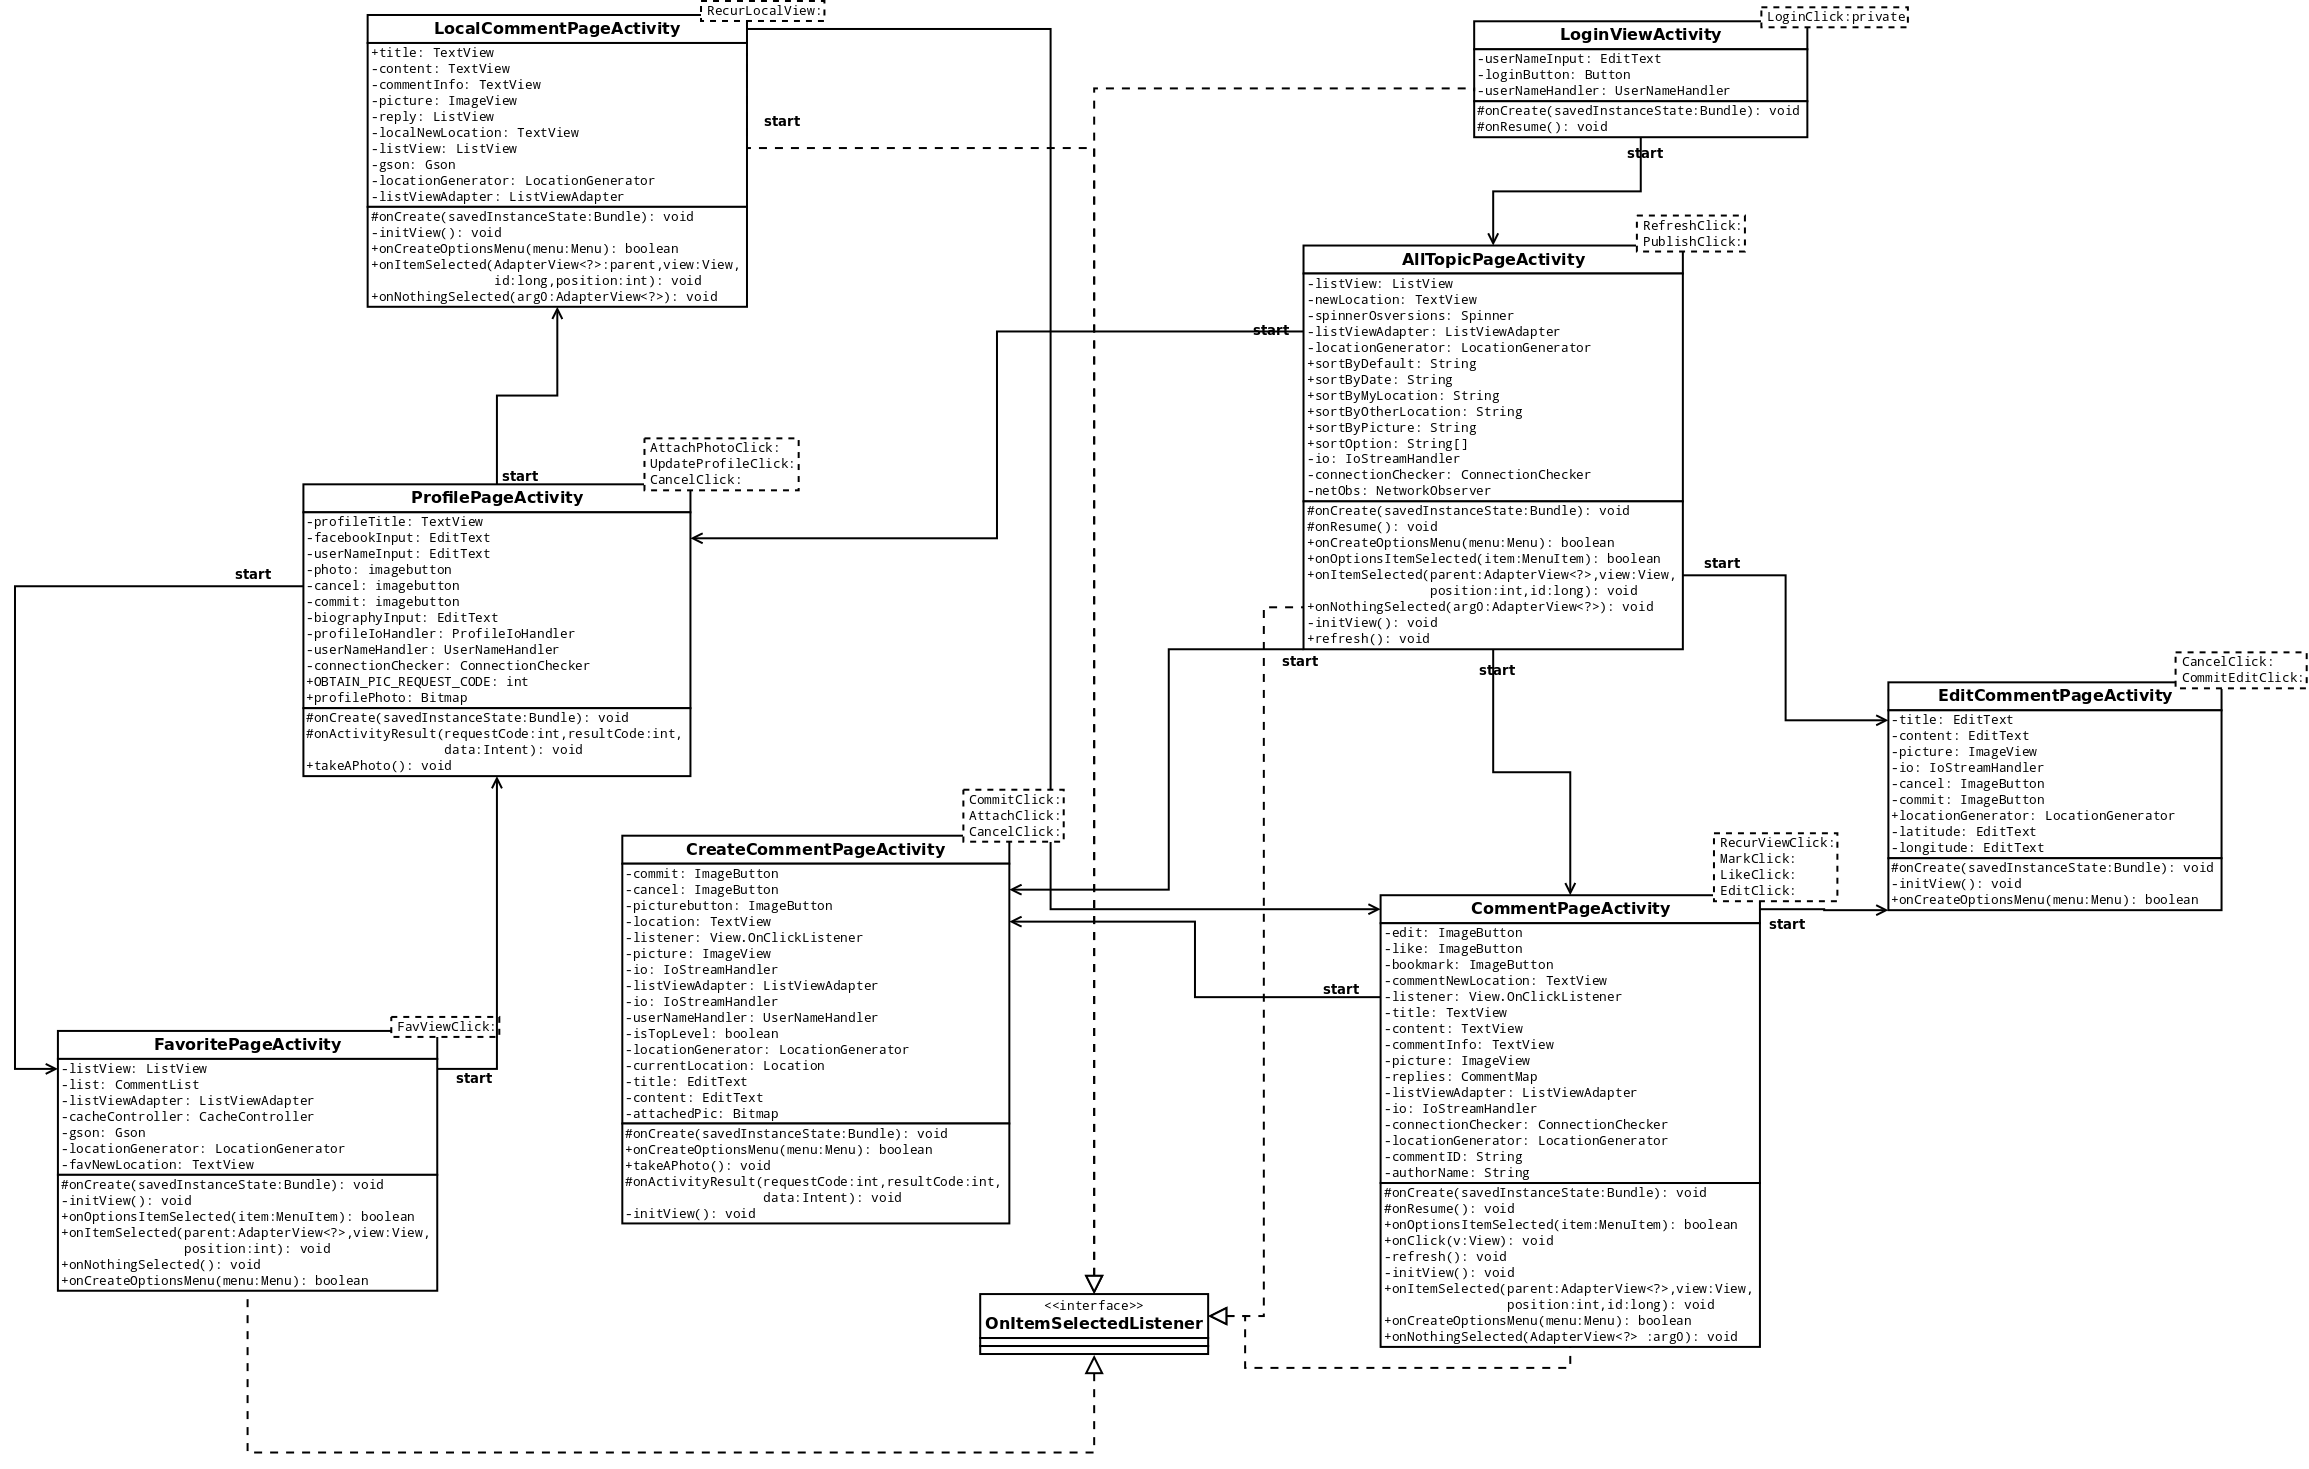 RecurLocalView:
LocalCommentPageActivity
+title: TextView
-content: TextView
-commentInfo: TextView
-picture: ImageView
-reply: ListView
-localNewLocation: TextView
-listView: ListView
-gson: Gson
-locationGenerator: LocationGenerator
-listViewAdapter: ListViewAdapter
#onCreate(savedInstanceState:Bundle): void
-initView(): void
+onCreateOptionsMenu(menu:Menu): boolean
+onItemSelected(AdapterView<?>:parent,view:View,
id:long,position:int): void
+onNothingSelected(arg0:AdapterView<?>): void
start
LoginClick:private
LoginViewActivity
-userNameInput: EditText
-loginButton: Button
-userNameHandler: UserNameHandler
#onCreate(savedInstanceState:Bundle): void
#onResume(): void
start
RefreshClick:
PublishClick:
AllTopicPageActivity
-listView: ListView
-newLocation: TextView
-spinnerOsversions: Spinner
-listViewAdapter: ListViewAdapter
-locationGenerator: LocationGenerator
+sortByDefault: String
+sortByDate: String
+sortByMyLocation: String
+sortByOtherLocation: String
+sortByPicture: String
+sortOption: String[]
-io: IoStreamHandler
-connectionChecker: ConnectionChecker
-netObs: NetworkObserver
#onCreate(savedInstanceState:Bundle): void
#onResume(): void
+onCreateOptionsMenu(menu:Menu): boolean
+onOptionsItemSelected(item:MenuItem): boolean
+onItemSelected(parent:AdapterView<?>,view:View,
position:int,id:long): void
+onNothingSelected(arg0:AdapterView<?>): void
-initView(): void
+refresh(): void
start
start
start
start
AttachPhotoClick:
UpdateProfileClick:
CancelClick:
start
ProfilePageActivity
-profileTitle: TextView
-facebookInput: EditText
-userNameInput: EditText
-photo: imagebutton
-cancel: imagebutton
-commit: imagebutton
-biographyInput: EditText
-profileIoHandler: ProfileIoHandler
-userNameHandler: UserNameHandler
-connectionChecker: ConnectionChecker
+OBTAIN_PIC_REQUEST_CODE: int
+profilePhoto: Bitmap
#onCreate(savedInstanceState:Bundle): void
#onActivityResult(requestCode:int,resultCode:int,
data:Intent): void
+takeAPhoto(): void
start
CancelClick:
CommitEditClick:
EditCommentPageActivity
-title: EditText
-content: EditText
-picture: ImageView
-io: IoStreamHandler
-cancel: ImageButton
-commit: ImageButton
+locationGenerator: LocationGenerator
-latitude: EditText
-longitude: EditText
#onCreate(savedInstanceState:Bundle): void
-initView(): void
+onCreateOptionsMenu(menu:Menu): boolean
CommitClick:
AttachClick:
CancelClick:
CreateCommentPageActivity
-commit: ImageButton
-cancel: ImageButton
-picturebutton: ImageButton
-location: TextView
-listener: View.OnClickListener
-picture: ImageView
-io: IoStreamHandler
-listViewAdapter: ListViewAdapter
-io: IoStreamHandler
-userNameHandler: UserNameHandler
-isTopLevel: boolean
-locationGenerator: LocationGenerator
-currentLocation: Location
-title: EditText
-content: EditText
-attachedPic: Bitmap
#onCreate(savedInstanceState:Bundle): void
+onCreateOptionsMenu(menu:Menu): boolean
+takeAPhoto(): void
#onActivityResult(requestCode:int,resultCode:int,
data:Intent): void
-initView(): void
RecurViewClick:
MarkClick:
LikeClick:
EditClick:
CommentPageActivity
-edit: ImageButton
-like: ImageButton
-bookmark: ImageButton
-commentNewLocation: TextView
-listener: View.OnClickListener
-title: TextView
-content: TextView
-commentInfo: TextView
-picture: ImageView
-replies: CommentMap
-listViewAdapter: ListViewAdapter
-io: IoStreamHandler
-connectionChecker: ConnectionChecker
-locationGenerator: LocationGenerator
-commentID: String
-authorName: String
#onCreate(savedInstanceState:Bundle): void
#onResume(): void
+onOptionsItemSelected(item:MenuItem): boolean
+onClick(v:View): void
-refresh(): void
-initView(): void
+onItemSelected(parent:AdapterView<?>,view:View,
position:int,id:long): void
+onCreateOptionsMenu(menu:Menu): boolean
+onNothingSelected(AdapterView<?> :arg0): void
start
start
FavViewClick:
FavoritePageActivity
-listView: ListView
-list: CommentList
-listViewAdapter: ListViewAdapter
-cacheController: CacheController
-gson: Gson
-locationGenerator: LocationGenerator
-favNewLocation: TextView
#onCreate(savedInstanceState:Bundle): void
-initView(): void
+onOptionsItemSelected(item:MenuItem): boolean
+onItemSelected(parent:AdapterView<?>,view:View,
position:int): void
+onNothingSelected(): void
+onCreateOptionsMenu(menu:Menu): boolean
start
<<interface>>
OnItemSelectedListener